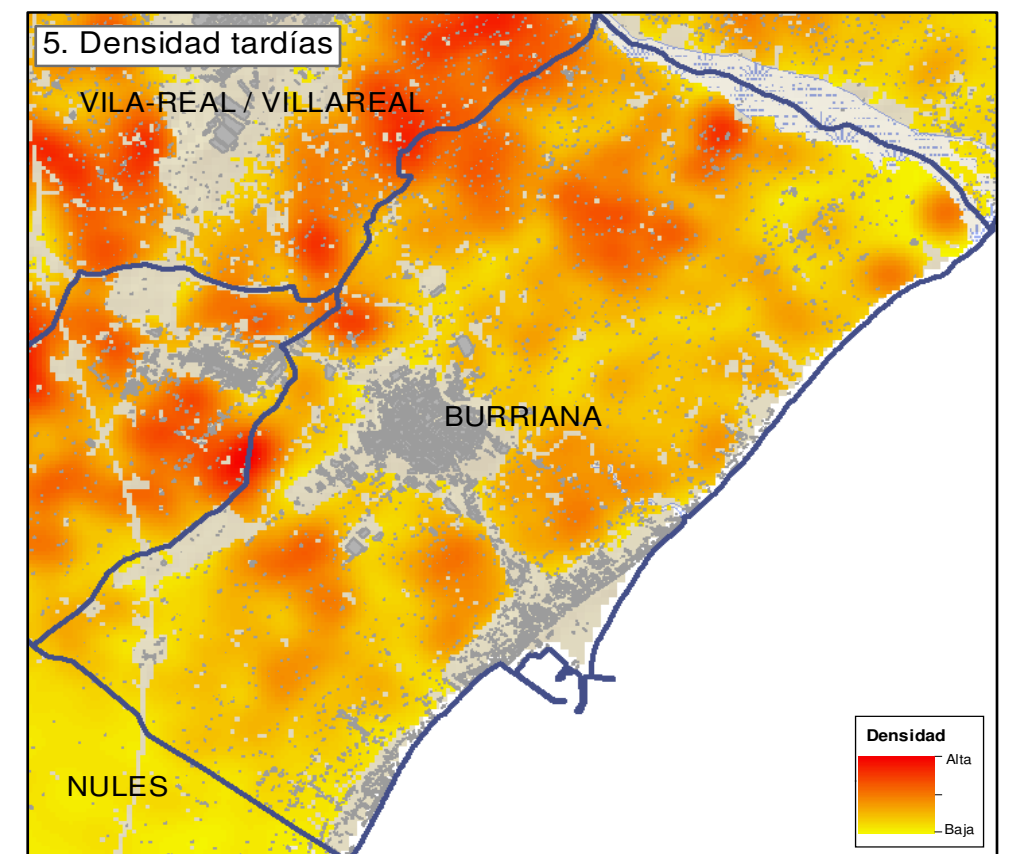 5. Densidad tardías
VILA-REAL / VILLAREAL
BURRIANA
NULES
Densidad
Alta
Baja